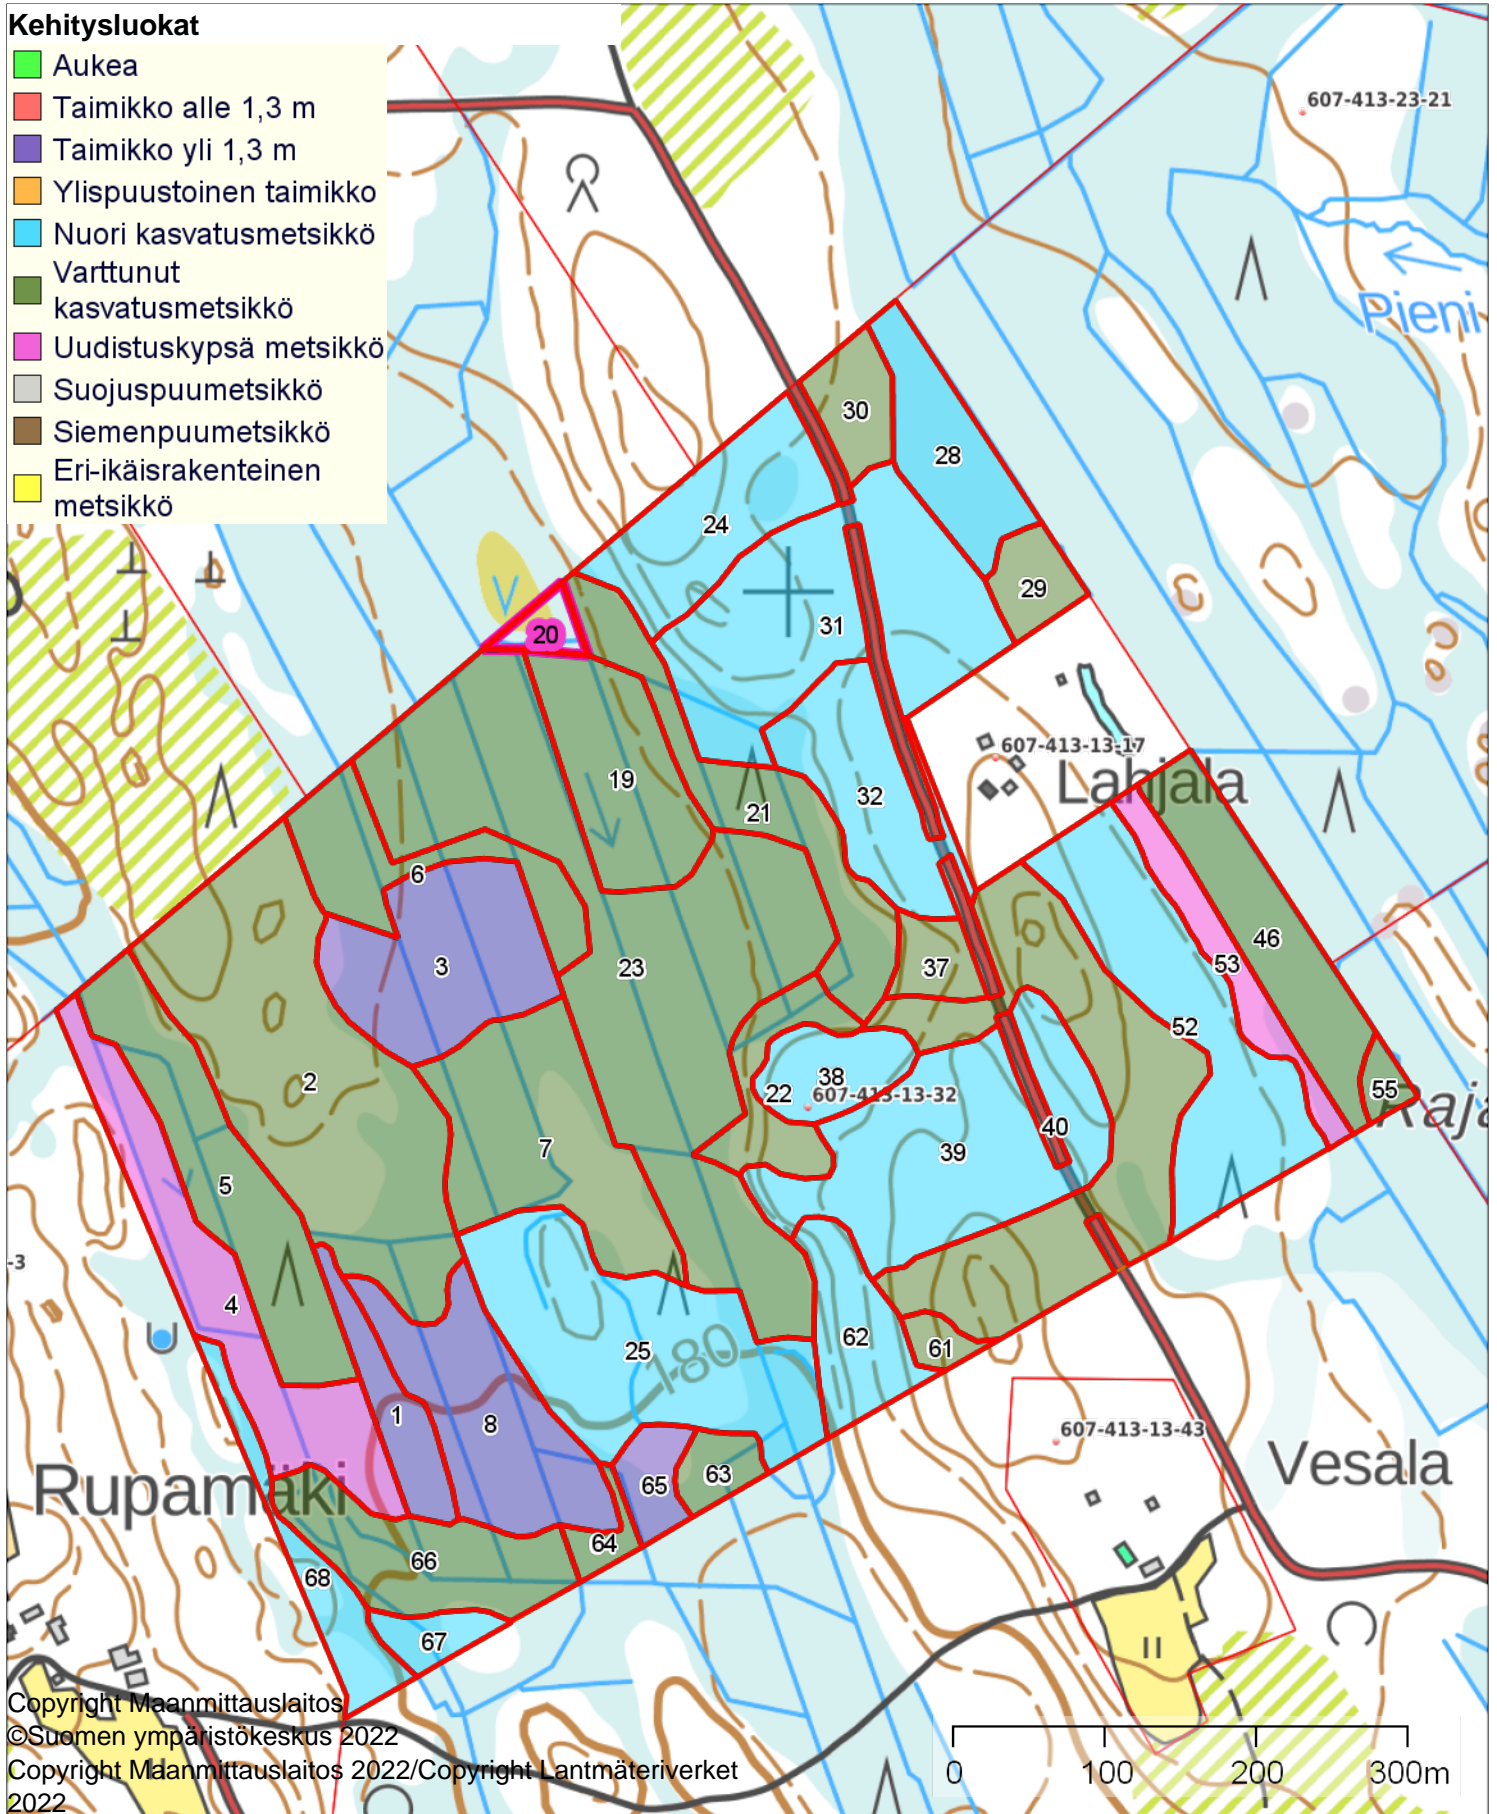 Kehitysluokat
Aukea
Taimikko alle 1,3 m
Taimikko yli 1,3 m
Ylispuustoinen taimikko
Nuori kasvatusmetsikkö
Varttunut
kasvatusmetsikkö
Uudistuskypsä metsikkö
Suojuspuumetsikkö
Siemenpuumetsikkö
Eri-ikäisrakenteinen
metsikkö
607-413-23-21
Pieni
30
28
24
29
20
31
607-413-13-17
Lahjala
19
32
21
6
46
3
23
37
53
52
2
38
22
607-413-13-32
55
Raja
40
7
39
5
-3
4
62
25
180
61
1
8
607-413-13-43
Vesala
63
65
Rupamäki
64
66
68
67
Copyright Maanmittauslaitos
©Suomen ympäristökeskus 2022
Copyright Maanmittauslaitos 2022/Copyright Lantmäteriverket
2022
0 100 200 300m